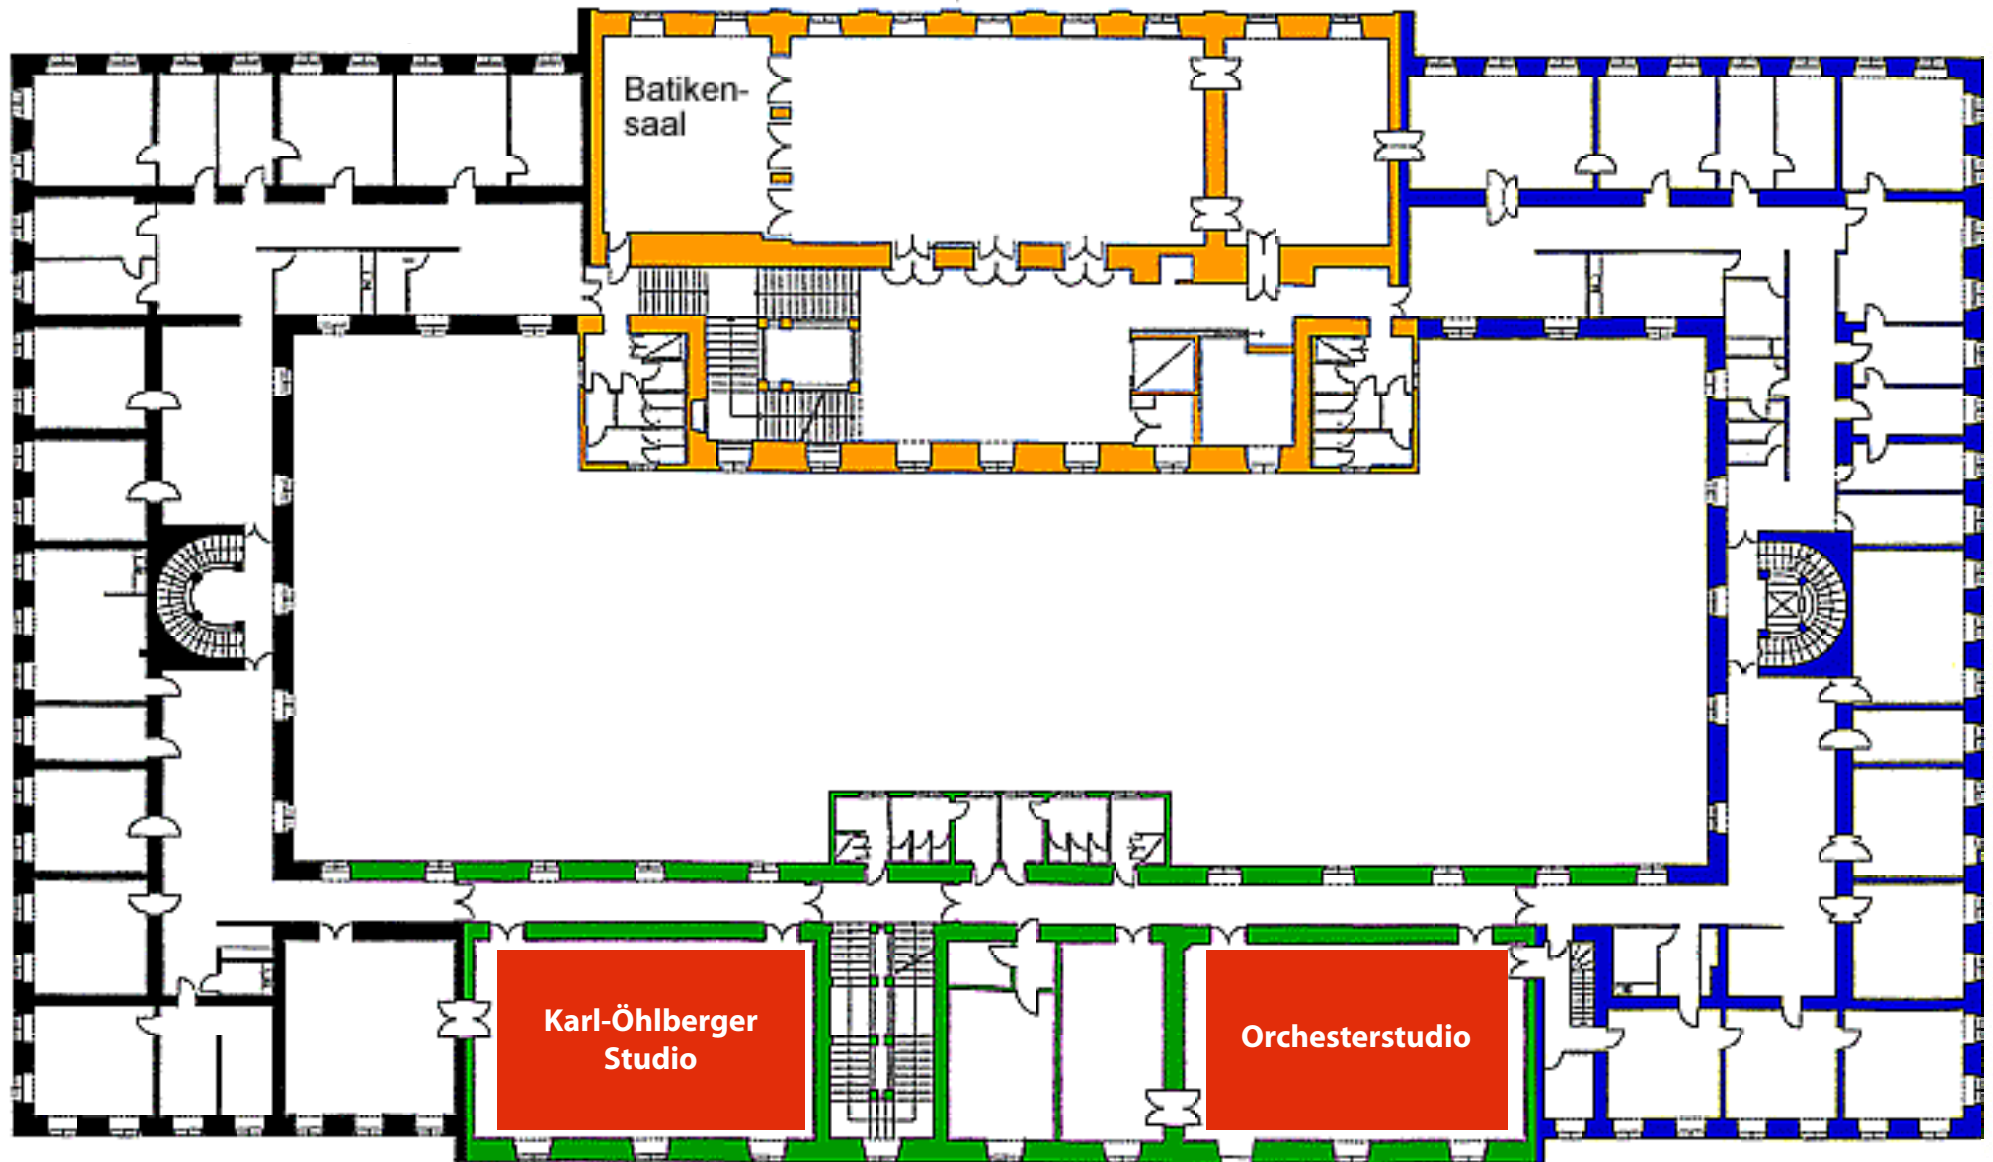 Batiken-
saal
Karl-Öhlberger
Studio
Orchesterstudio